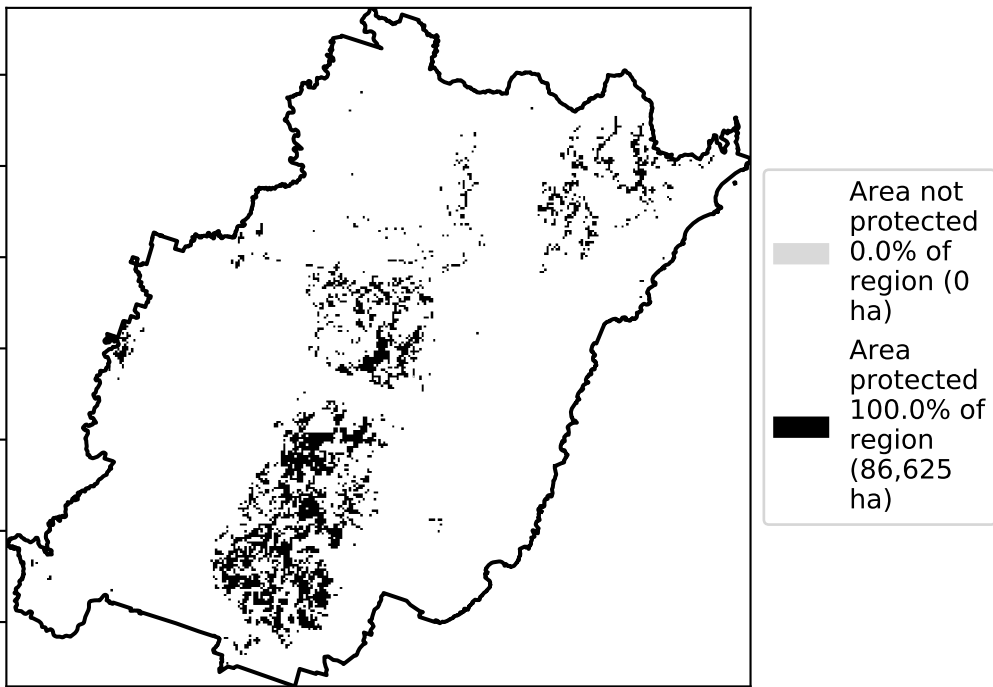 Area not
protected
0.0% of
region (0
ha)
Area
protected
100.0% of
region
(86,625
ha)